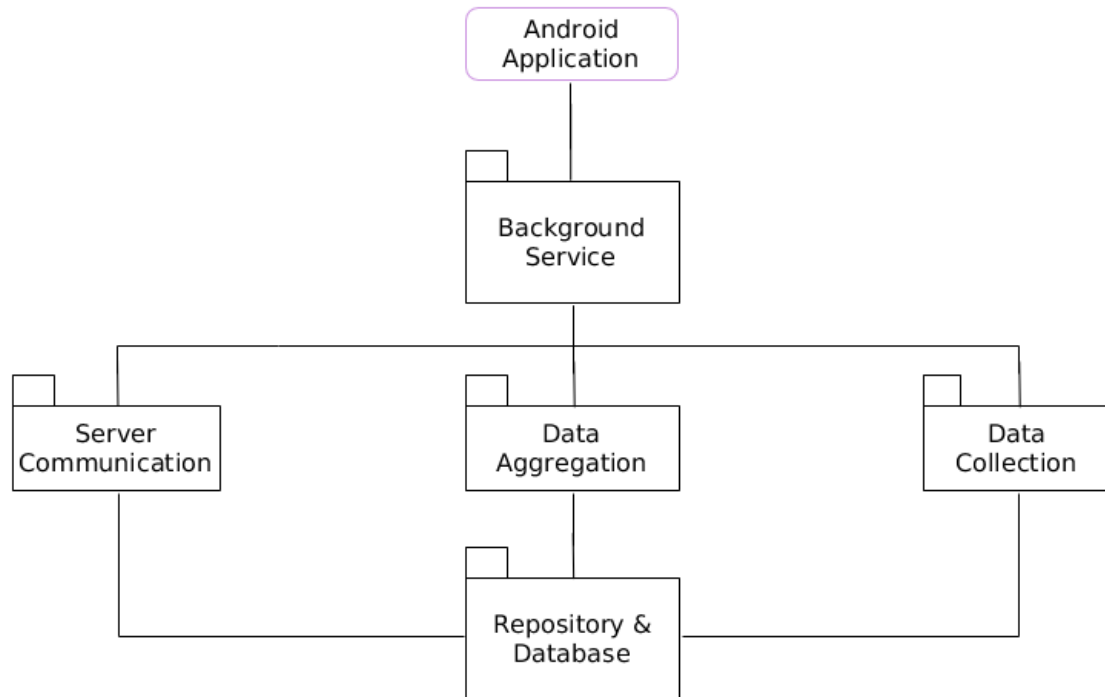 Android
Application
Background
Service
Server
Communication
Data
Aggregation
Data
Collection
Repository &
Database